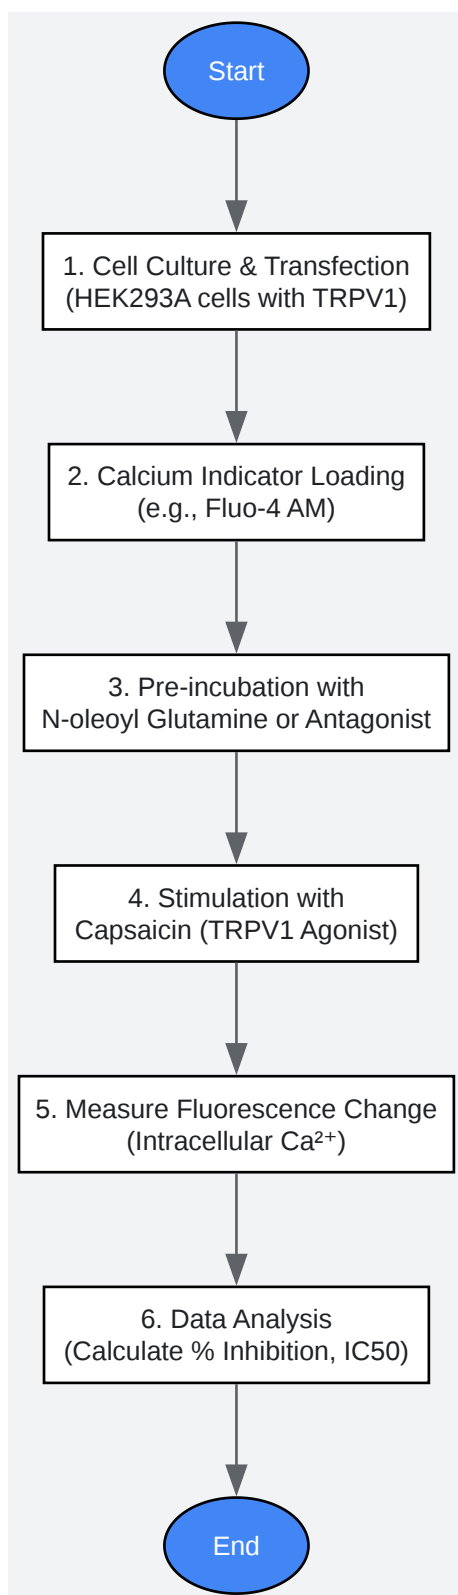 Start
1. Cell Culture & Transfection
(HEK293A cells with TRPV1)
2. Calcium Indicator Loading
(e.g., Fluo-4 AM)
3. Pre-incubation with
N-oleoyl Glutamine or Antagonist
4. Stimulation with
Capsaicin (TRPV1 Agonist)
5. Measure Fluorescence Change
(Intracellular Ca²⁺)
6. Data Analysis
(Calculate % Inhibition, IC50)
End